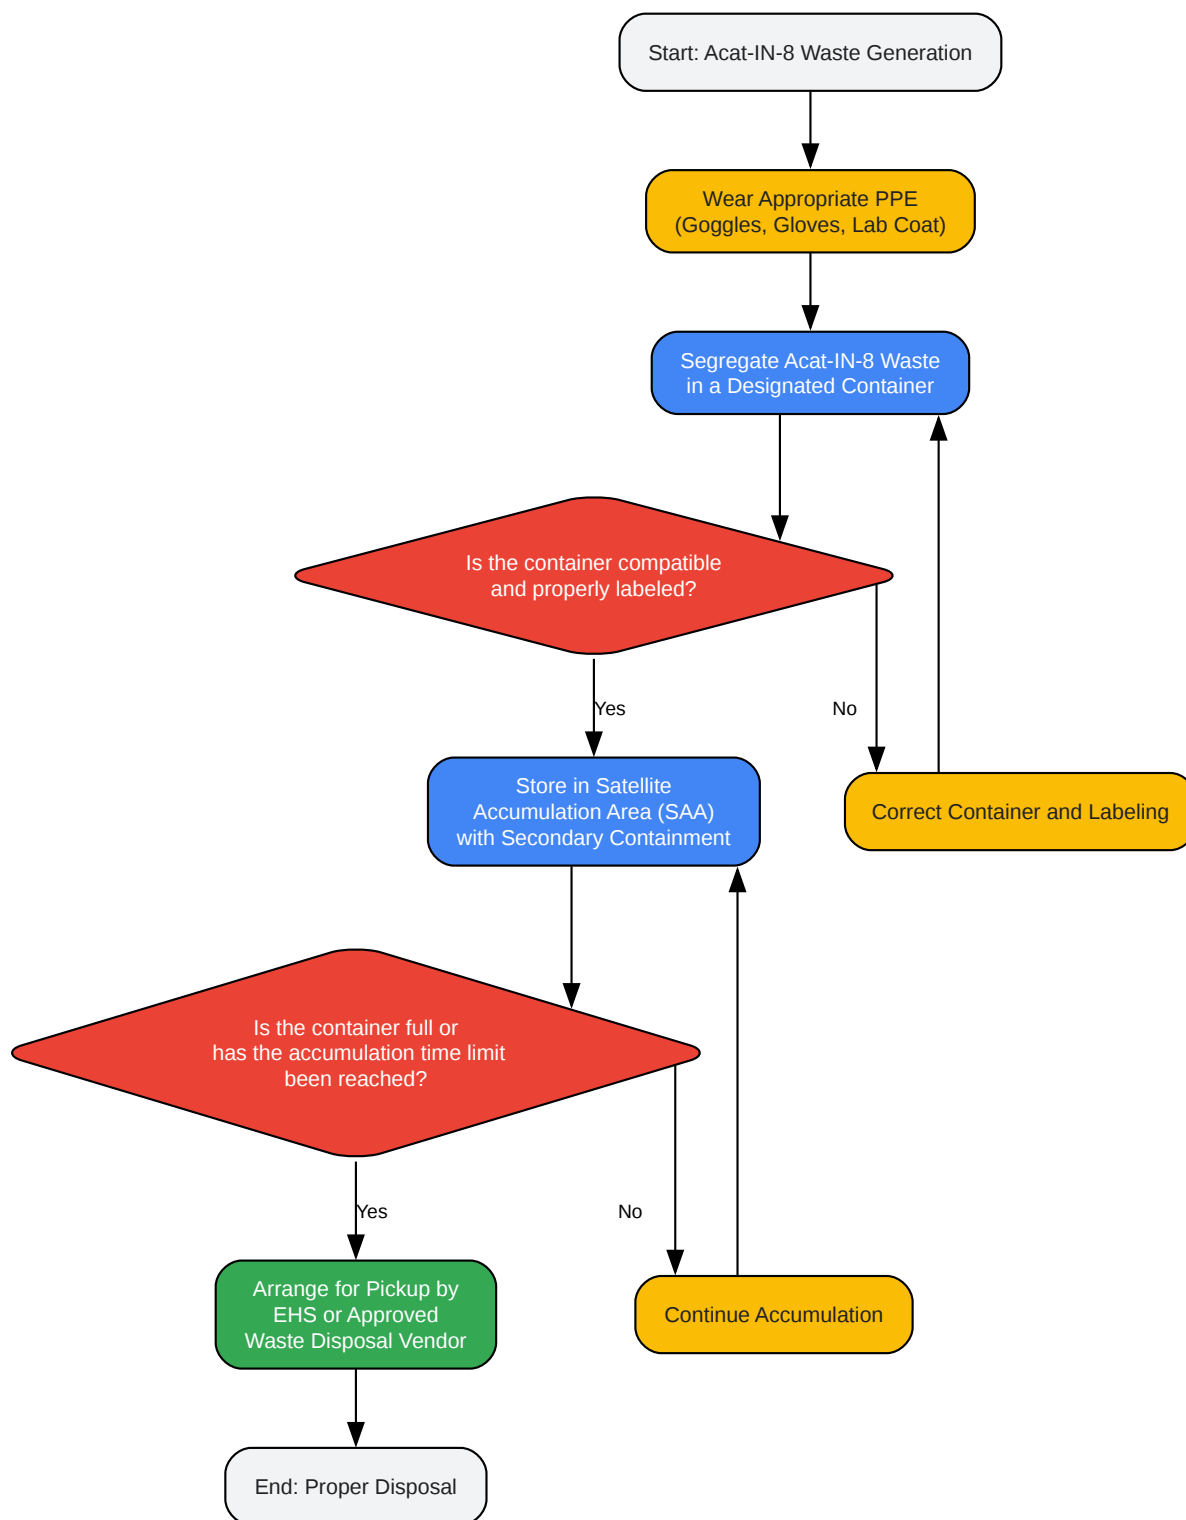 Start: Acat-IN-8 Waste Generation
Wear Appropriate PPE
(Goggles, Gloves, Lab Coat)
Segregate Acat-IN-8 Waste
in a Designated Container
Is the container compatible
and properly labeled?
Yes
No
Store in Satellite
Accumulation Area (SAA)
with Secondary Containment
Correct Container and Labeling
Is the container full or
has the accumulation time limit
been reached?
Yes
No
Arrange for Pickup by
EHS or Approved
Waste Disposal Vendor
Continue Accumulation
End: Proper Disposal